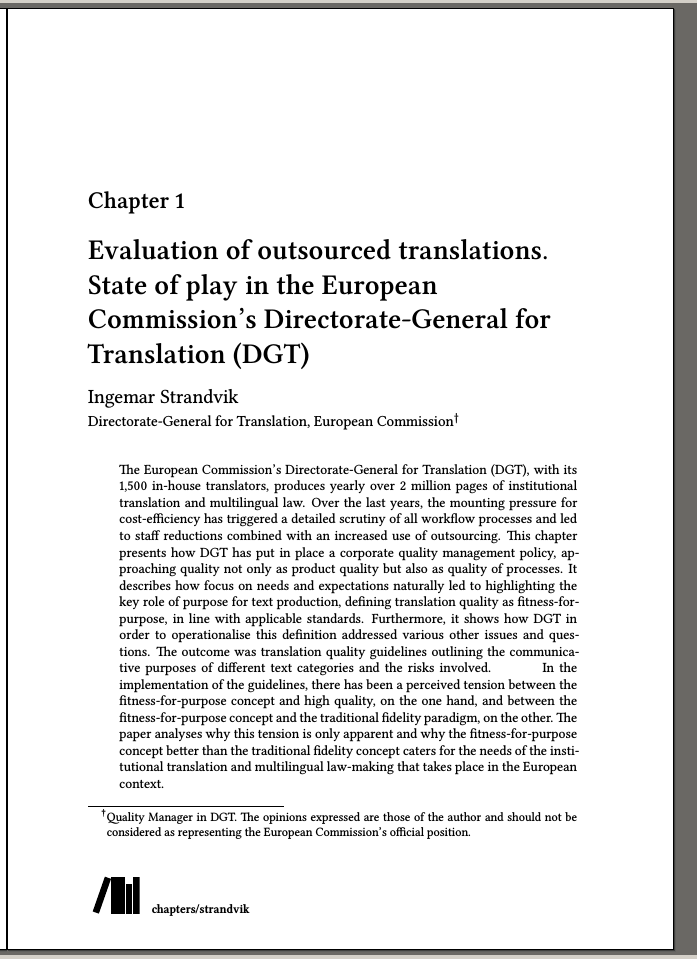 Chapter 1
Evaluation of outsourced translations.
State of play in the European
Commission’s Directorate-General for
Translation (DGT)
Ingemar Strandvik
Directorate-General for Translation, European Commission†
The European Commission’s Directorate-General for Translation (DGT), with its
1,500 in-house translators, produces yearly over 2 million pages of institutional
translation and multilingual law. Over the last years, the mounting pressure for
cost-efficiency has triggered a detailed scrutiny of all workflow processes and led
to staff reductions combined with an increased use of outsourcing. This chapter
presents how DGT has put in place a corporate quality management policy, ap-
proaching quality not only as product quality but also as quality of processes. It
describes how focus on needs and expectations naturally led to highlighting the
key role of purpose for text production, defining translation quality as fitness-for-
purpose, in line with applicable standards. Furthermore, it shows how DGT in
order to operationalise this definition addressed various other issues and ques-
tions. The outcome was translation quality guidelines outlining the communica-
tive purposes of different text categories and the risks involved. In the
implementation of the guidelines, there has been a perceived tension between the
fitness-for-purpose concept and high quality, on the one hand, and between the
fitness-for-purpose concept and the traditional fidelity paradigm, on the other. The
paper analyses why this tension is only apparent and why the fitness-for-purpose
concept better than the traditional fidelity concept caters for the needs of the insti-
tutional translation and multilingual law-making that takes place in the European
context.
†Quality Manager in DGT. The opinions expressed are those of the author and should not be
considered as representing the European Commission’s official position.
chapters/strandvik